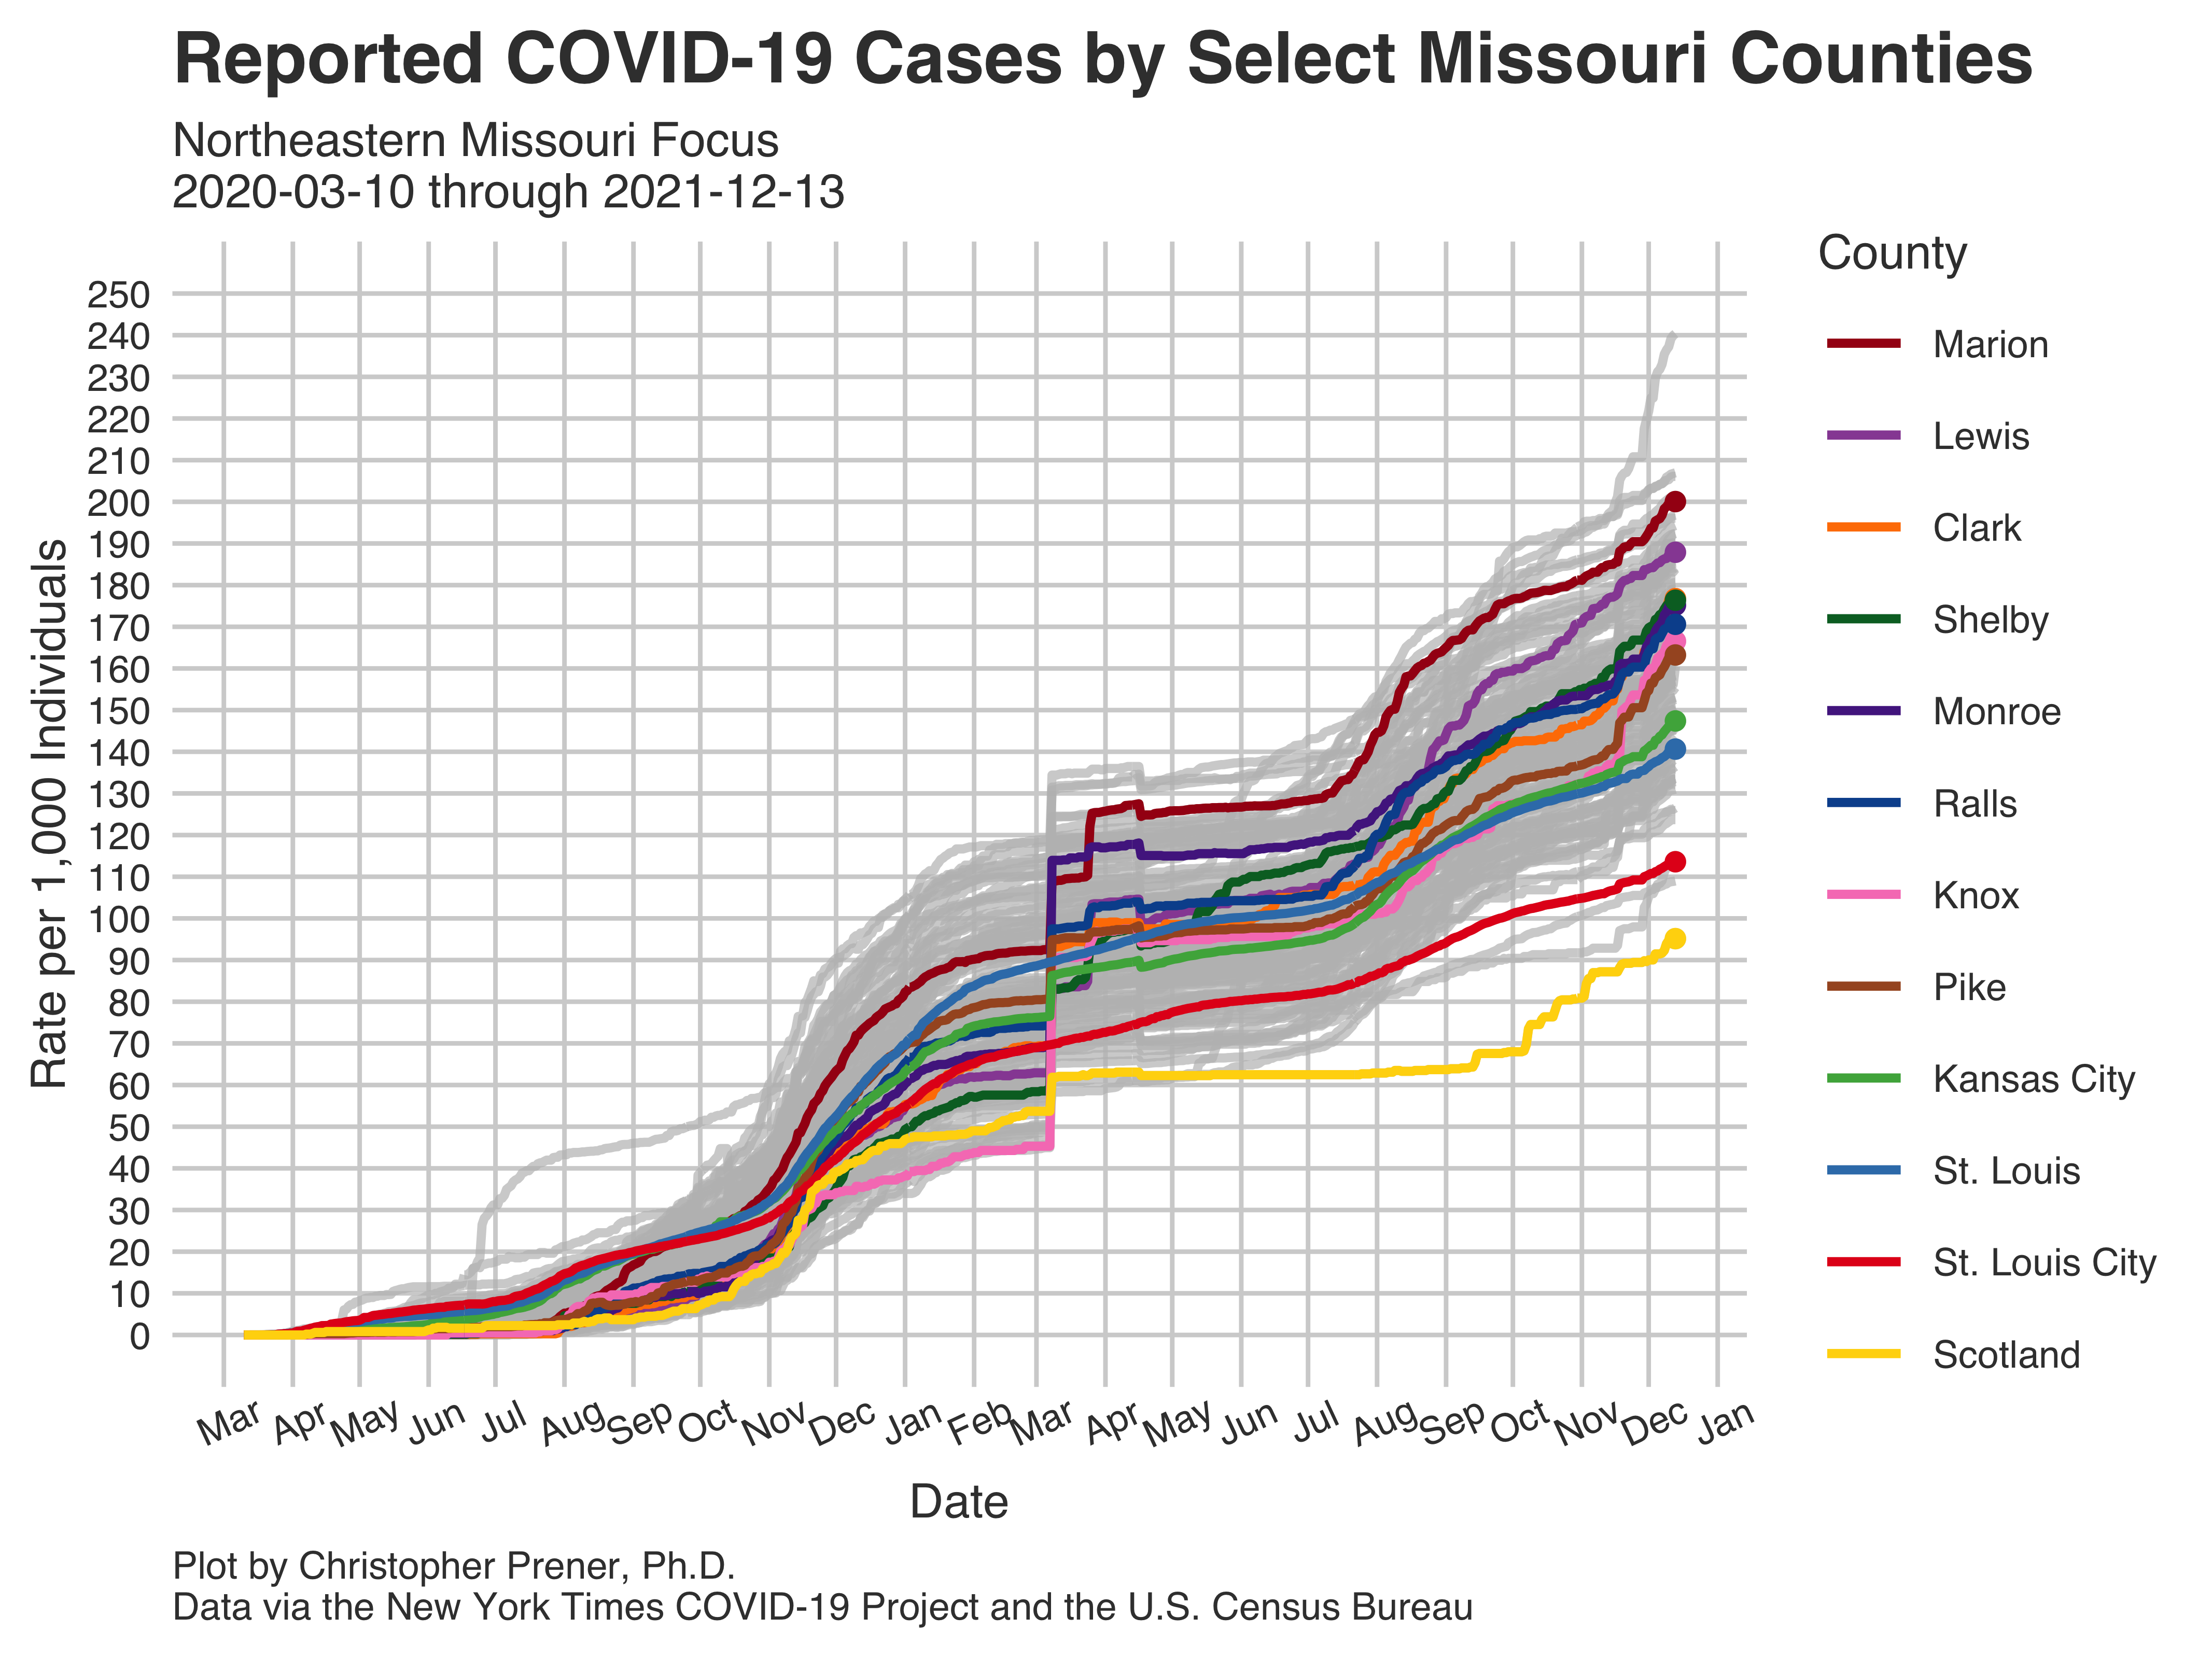 Reported COVID-19 Cases by Select Missouri Counties
Northeastern Missouri Focus
2020-03-10 through 2021-12-13
County
Marion
Lewis
Clark
Shelby
Monroe
Ralls
Knox
Pike
Kansas City
St. Louis
St. Louis City
Scotland
Rate per 1,000 Individuals
250
240
230
220
210
200
190
180
170
160
150
140
130
120
110
100
90
80
70
60
50
40
30
20
10
0
Mar Apr May Jun Jul Aug Sep Oct Nov Dec Jan Feb Mar Apr May Jun Jul Aug Sep Oct Nov Dec Jan
Date
Plot by Christopher Prener, Ph.D.
Data via the New York Times COVID-19 Project and the U.S. Census Bureau